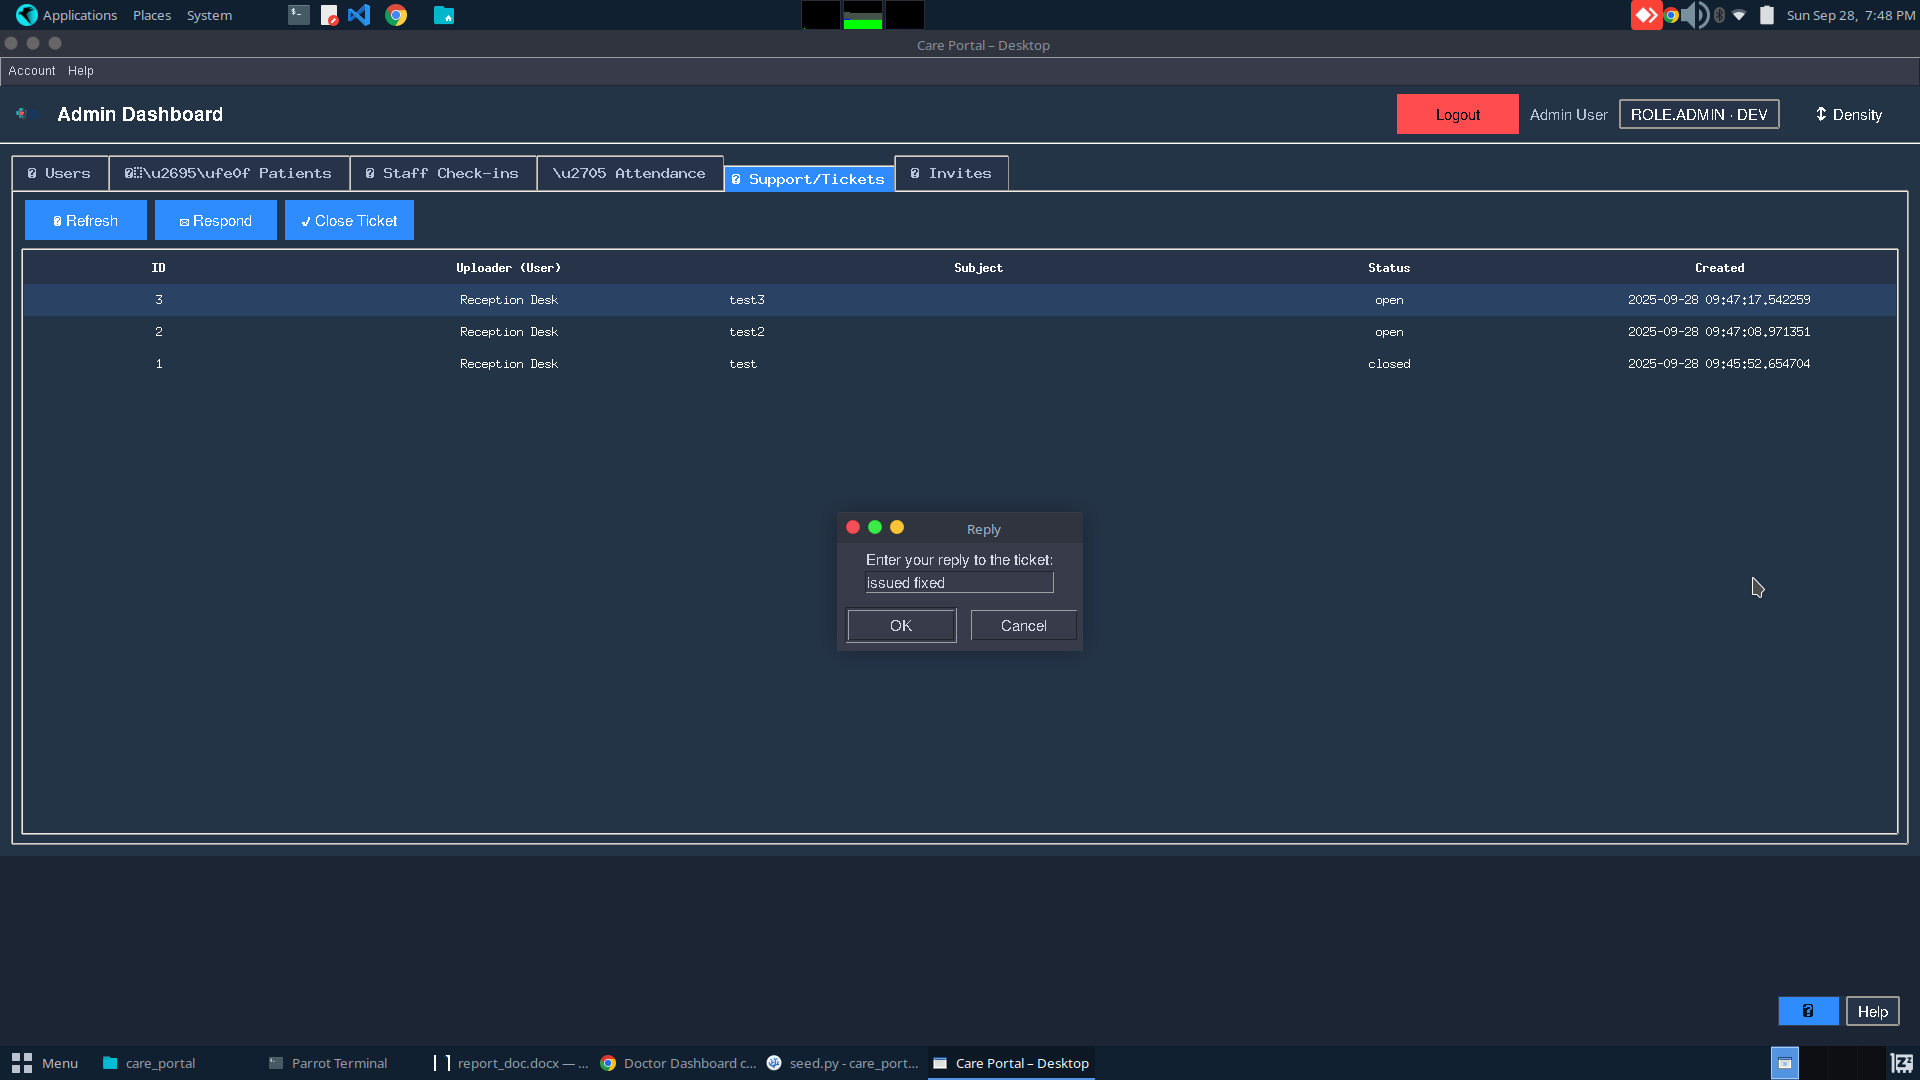 Applications Places System
Sun Sep 28, 7:48 PM
Care Portal – Desktop
Account Help
Admin Dashboard
Logout Admin User ROLE.ADMIN · DEV ↕ Density
Users
\u2695\ufe0f Patients
Staff Check-ins
\u2705 Attendance
Support/Tickets
Invites
Refresh
✉ Respond
✓ Close Ticket
ID Uploader (User) Subject Status Created
3 Reception Desk test3 open 2025-09-28 09:47:17.542259
2 Reception Desk test2 open 2025-09-28 09:47:08.971351
1 Reception Desk test closed 2025-09-28 09:45:52.654704
Reply
Enter your reply to the ticket:
issued fixed
OK Cancel
Help
Menu care_portal Parrot Terminal report_doc.docx — ... Doctor Dashboard c... seed.py - care_port... Care Portal – Desktop